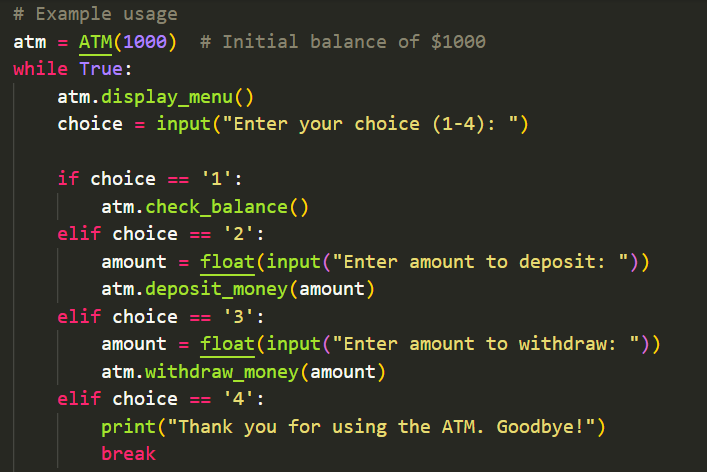 # Example usage
atm = ATM(1000)  # Initial balance of $1000
while True:
    atm.display_menu()
    choice = input("Enter your choice (1-4): ")

    if choice == '1':
        atm.check_balance()
    elif choice == '2':
        amount = float(input("Enter amount to deposit: "))
        atm.deposit_money(amount)
    elif choice == '3':
        amount = float(input("Enter amount to withdraw: "))
        atm.withdraw_money(amount)
    elif choice == '4':
        print("Thank you for using the ATM. Goodbye!")
        break